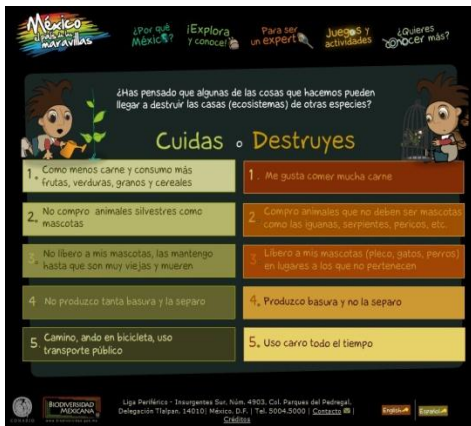 México
el país de las
maravillas
¿Por qué
México?
¡Explora
y conoce!
Para ser
un expert
Juegos y
actividades
¿Quieres
conocer más?
¿Has pensado que algunas de las cosas que hacemos pueden
llegar a destruir las casas (ecosistemas) de otras especies?
Cuidas o Destruyes
1. Como menos carne y consumo más
frutas, verduras, granos y cereales
1. Me gusta comer mucha carne
2. No compro animales silvestres como
mascotas
2 Compro animales que no deben ser mascotas
como las iguanas, serpientes, pericos, etc.
3. No libero a mis mascotas, las mantengo
hasta que son muy viejas y mueren
3. Libero a mis mascotas (pleco, gatos, perros)
en lugares a los que no pertenecen
4 No produzco tanta basura y la separo
4. Produzco basura y no la separo
5. Camino, ando en bicicleta, uso
transporte público
5. Uso carro todo el tiempo
CONABIO
BIODIVERSIDAD
MEXICANA
www.biodiversidad.gob.mx
Liga Periférico - Insurgentes Sur, Núm. 4903, Col. Parques del Pedregal,
Delegación Tlalpan, 14010| México, D.F. | Tel. 5004.5000 | Contacto |
Créditos
English
Español